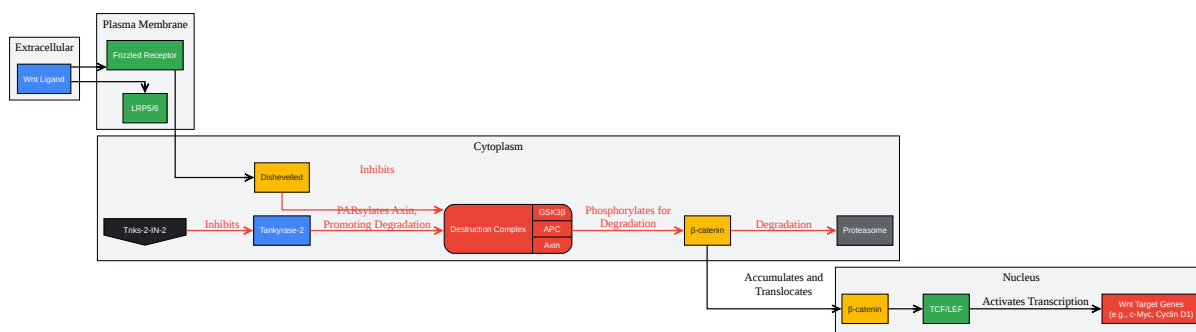 Plasma Membrane
Extracellular
Frizzled Receptor
Wnt Ligand
LRP5/6
Cytoplasm
Inhibits
Dishevelled
PARsylates Axin,
Promoting Degradation
Tnks-2-IN-2
Inhibits
Tankyrase-2
Destruction Complex
GSK3β
APC
Axin
Phosphorylates for
Degradation
β-catenin
Degradation
Proteasome
Accumulates and
Translocates
Nucleus
β-catenin
TCF/LEF
Activates Transcription
Wnt Target Genes
(e.g., c-Myc, Cyclin D1)